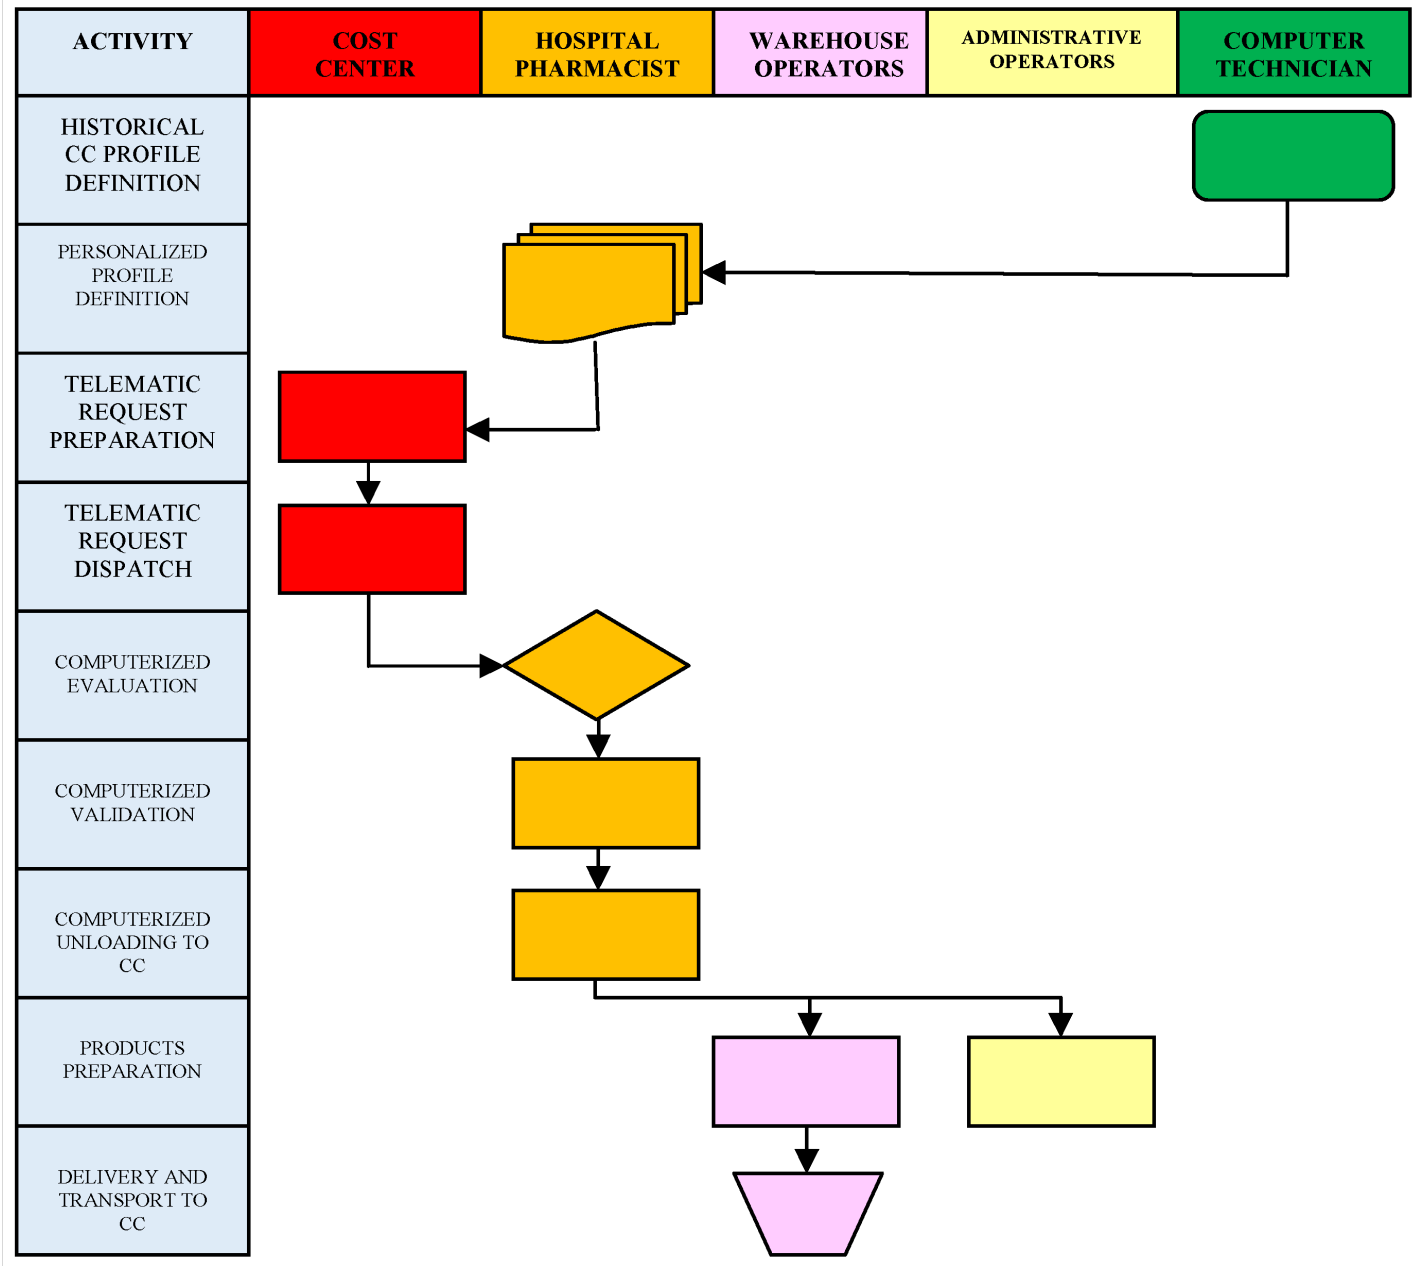 ACTIVITY
COST
CENTER
HOSPITAL
PHARMACIST
WAREHOUSE
OPERATORS
ADMINISTRATIVE
OPERATORS
COMPUTER
TECHNICIAN
HISTORICAL
CC PROFILE
DEFINITION
PERSONALIZED
PROFILE
DEFINITION
TELEMATIC
REQUEST
PREPARATION
TELEMATIC
REQUEST
DISPATCH
COMPUTERIZED
EVALUATION
COMPUTERIZED
VALIDATION
COMPUTERIZED
UNLOADING TO
CC
PRODUCTS
PREPARATION
DELIVERY AND
TRANSPORT TO
CC